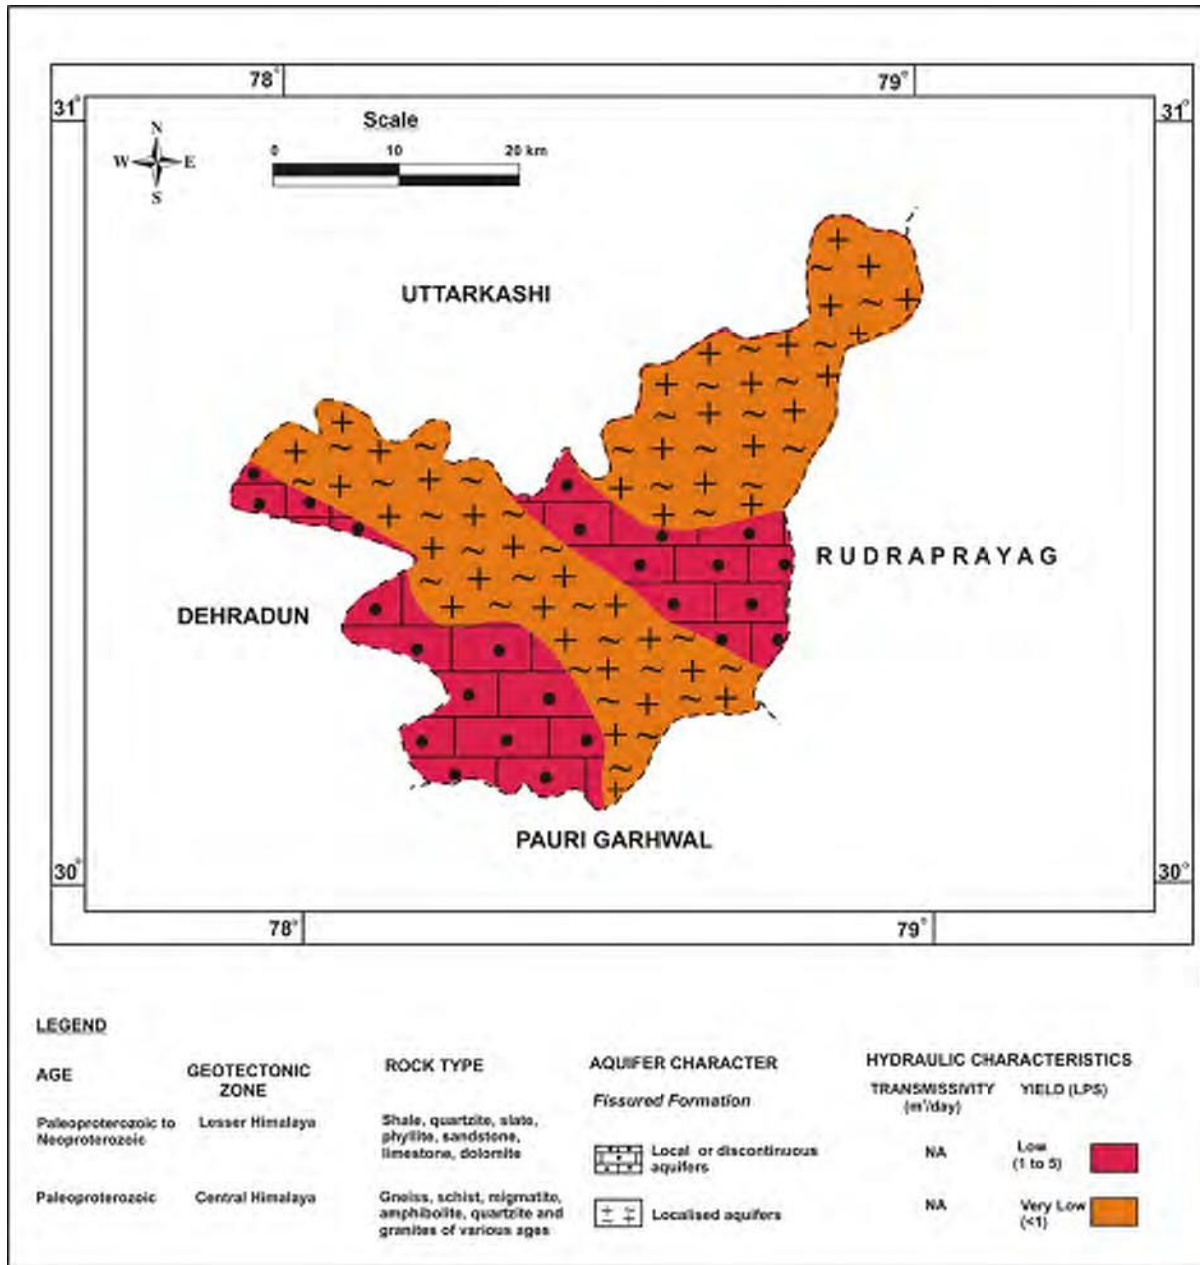 78° 79°
31° 31°
Scale
0 10 20 km
N
W E
S
UTTARKASHI
RUDRAPRAYAG
DEHRADUN
PAURI GARHWAL
30° 30°
78° 79°
LEGEND
AGE
GEOTECTONIC
ZONE
ROCK TYPE
AQUIFER CHARACTER
Fissured Formation
HYDRAULIC CHARACTERISTICS
TRANSMISSIVITY
(m²/day)
YIELD (LPS)
Paleoproterozoic to
Neoproterozoic
Lesser Himalaya
Shale, quartzite, slate,
phyllite, sandstone,
limestone, dolomite
Local or discontinuous
aquifers
NA
Low
(1 to 5)
Paleoproterozoic
Central Himalaya
Gneiss, schist, migmatite,
amphibolite, quartzite and
granites of various ages
Localised aquifers
NA
Very Low
(<1)